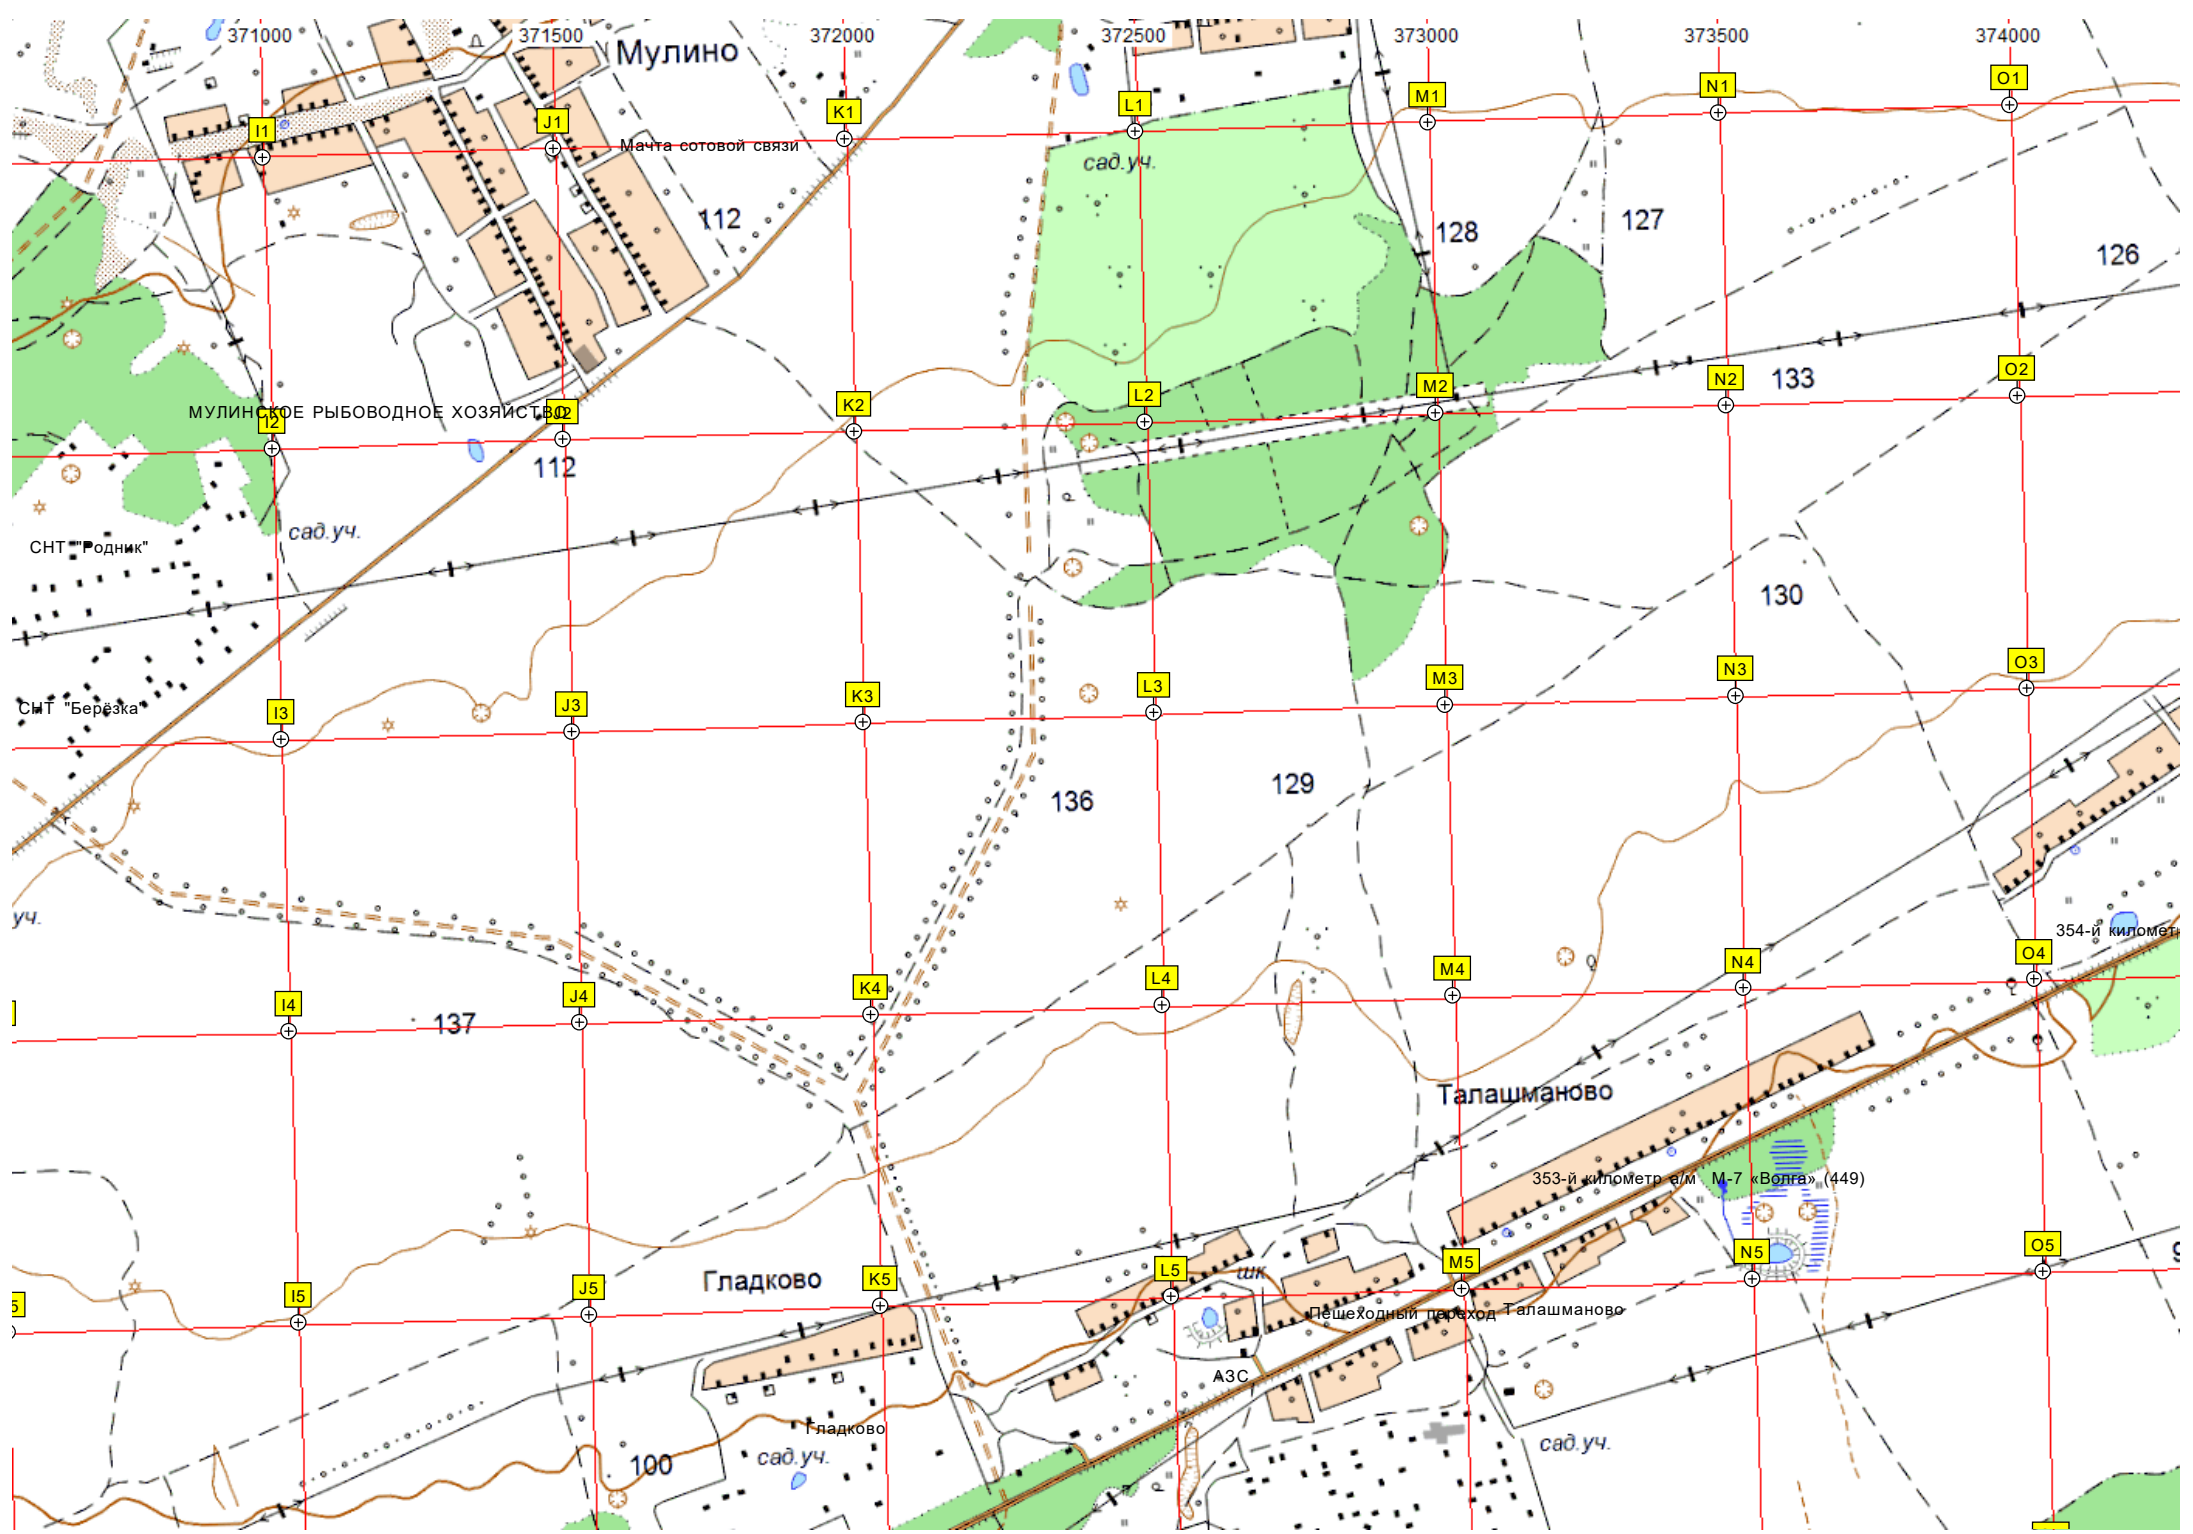 371000 371500 372000 372500 373000 373500 374000
Мулино
I1 J1 K1 L1 M1 N1 O1
Мачта сотовой связи
сад.уч.
112 128 127
126
133
I2 J2 K2 L2 M2 N2 O2
МУЛИНСКОЕ РЫБОВОДНОЕ ХОЗЯЙСТВО
112
сад.уч.
СНТ "Родник"
130
I3 J3 K3 L3 M3 N3 O3
СНТ "Берёзка"
136 129
уч.
354-й километ
I4 J4 K4 L4 M4 N4 O4
137
Талашманово
353-й километр а/м М-7 «Волга» (449)
I5 J5 K5 L5 M5 N5 O5
5
9
Гладково
шк
Пешеходный переход Талашманово
АЗС
Гладково
100
сад.уч.
сад.уч.